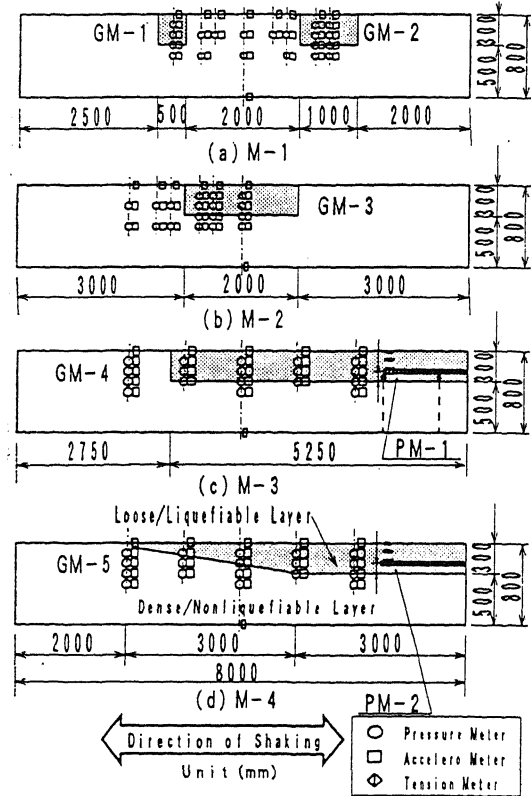 GM-1
GM-2
300
500
800
2500
500
2000
1000
2000
(a) M-1
GM-3
300
500
800
3000
2000
3000
(b) M-2
GM-4
300
500
800
PM-1
2750
5250
(c) M-3
Loose/Liquefiable Layer
GM-5
300
500
800
Dense/Nonliquefiable Layer
2000
3000
3000
8000
(d) M-4
PM-2
Direction of Shaking
Unit (mm)
Pressure Meter
Accelero Meter
Tension Meter